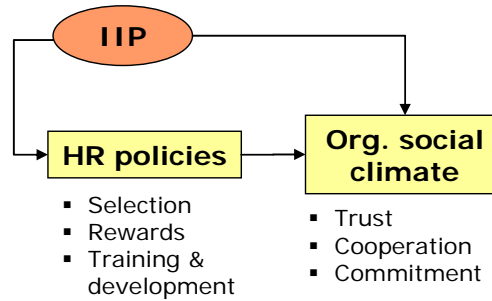 IIP
HR policies
▪ Selection
▪ Rewards
▪ Training &
development
Org. social
climate
▪ Trust
▪ Cooperation
▪ Commitment